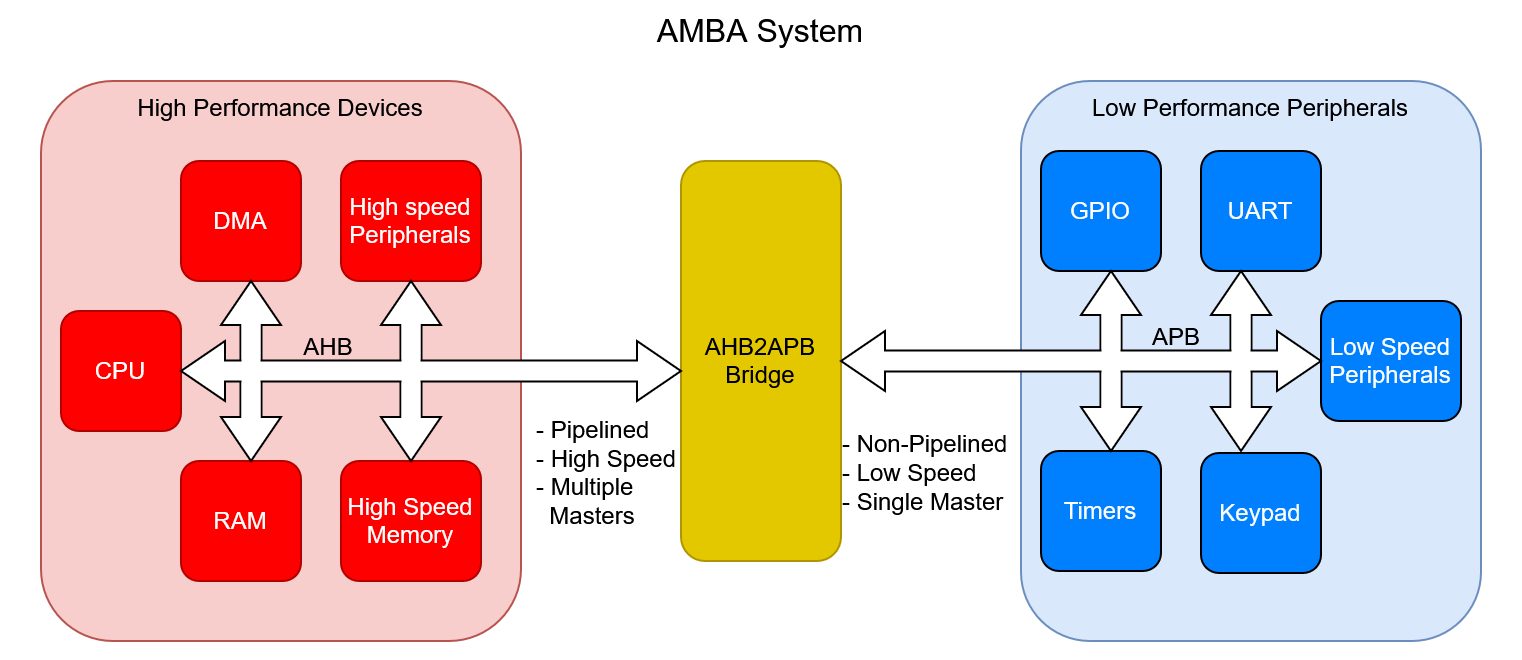 AMBA System
High Performance Devices
DMA
High speed
Peripherals
CPU
AHB
RAM
High Speed
Memory
- Pipelined
- High Speed
- Multiple
Masters
AHB2APB
Bridge
- Non-Pipelined
- Low Speed
- Single Master
Low Performance Peripherals
GPIO
UART
APB
Low Speed
Peripherals
Timers
Keypad